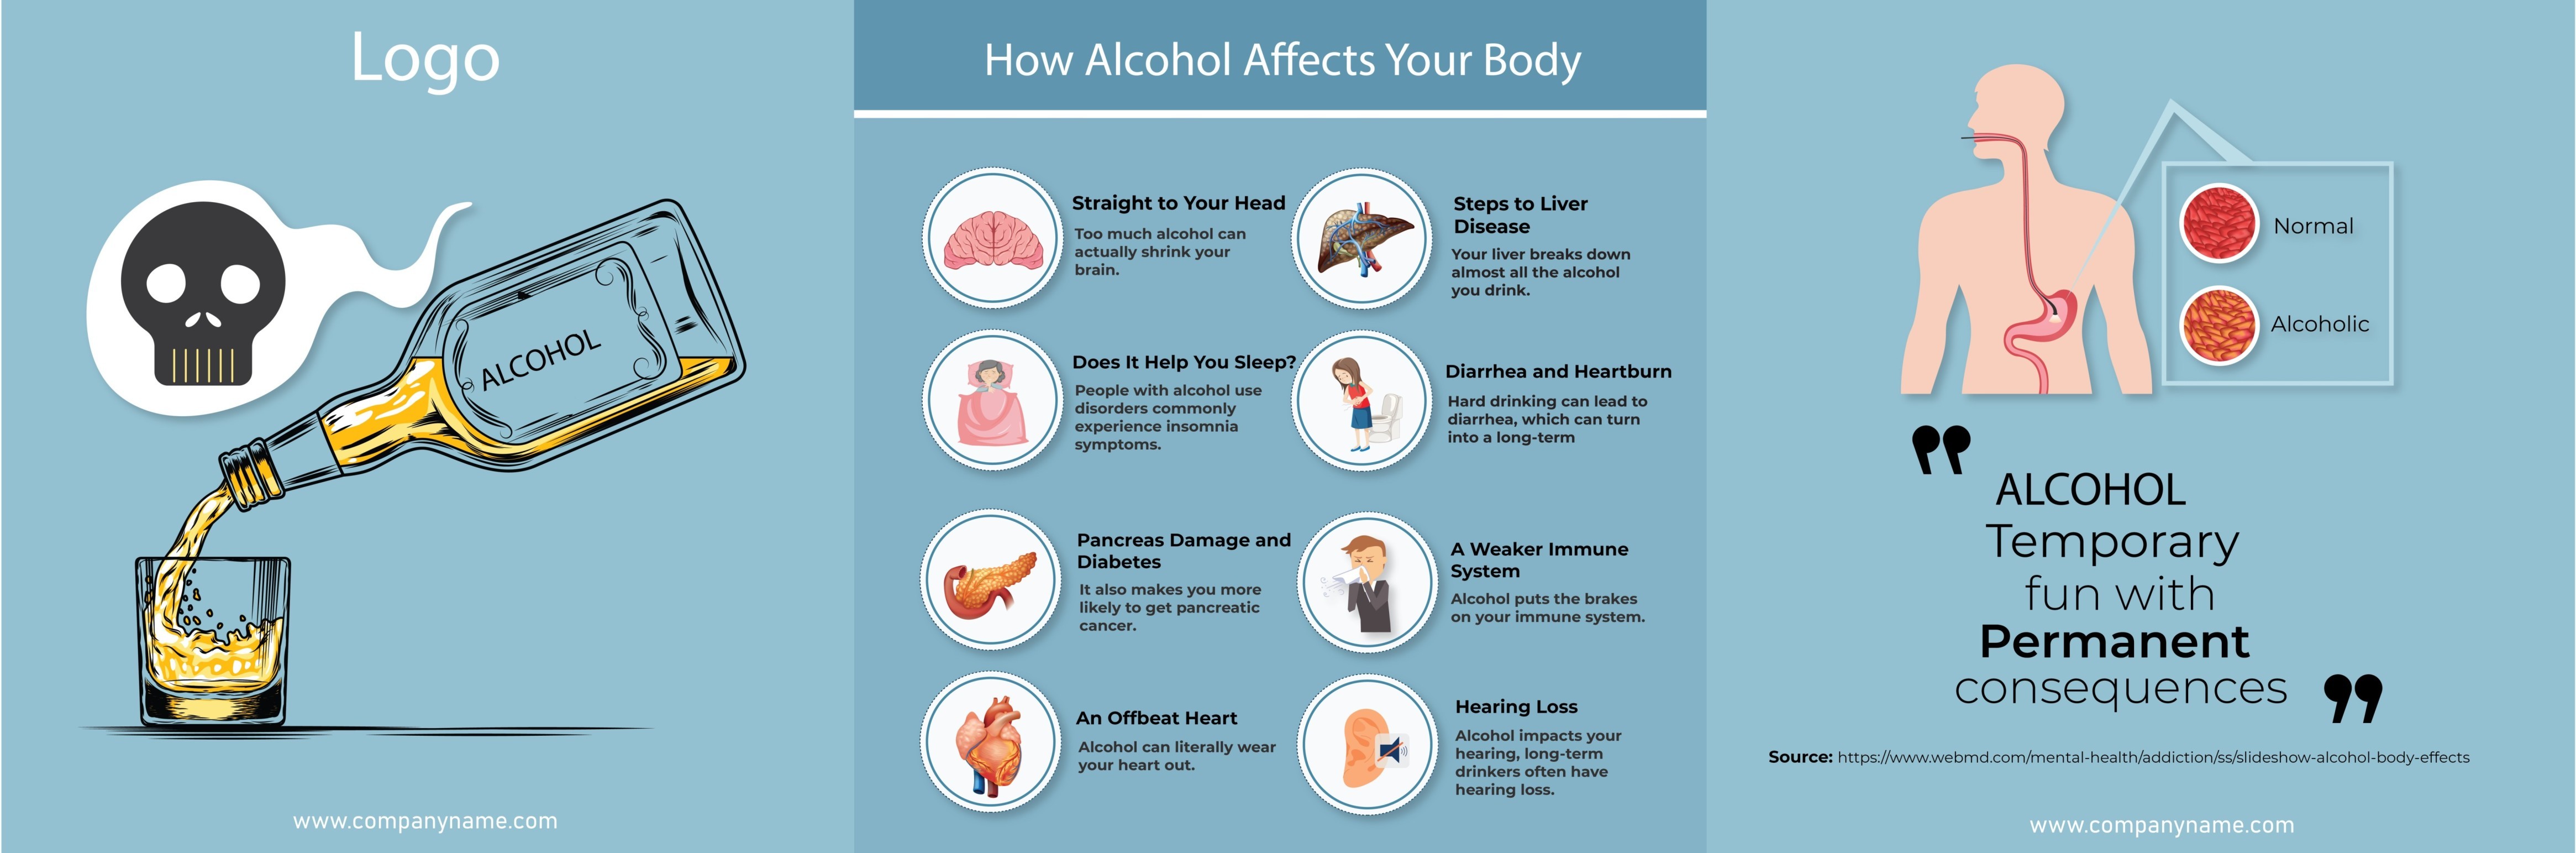 Logo
ALCOHOL
www.companyname.com
How Alcohol Affects Your Body
Straight to Your Head
Too much alcohol can
actually shrink your
brain.
Steps to Liver
Disease
Your liver breaks down
almost all the alcohol
you drink.
Does It Help You Sleep?
People with alcohol use
disorders commonly
experience insomnia
symptoms.
Diarrhea and Heartburn
Hard drinking can lead to
diarrhea, which can turn
into a long-term
Pancreas Damage and
Diabetes
It also makes you more
likely to get pancreatic
cancer.
A Weaker Immune
System
Alcohol puts the brakes
on your immune system.
An Offbeat Heart
Alcohol can literally wear
your heart out.
Hearing Loss
Alcohol impacts your
hearing, long-term
drinkers often have
hearing loss.
Normal
Alcoholic
"
ALCOHOL
Temporary
fun with
Permanent
consequences
"
Source: https://www.webmd.com/mental-health/addiction/ss/slideshow-alcohol-body-effects
www.companyname.com